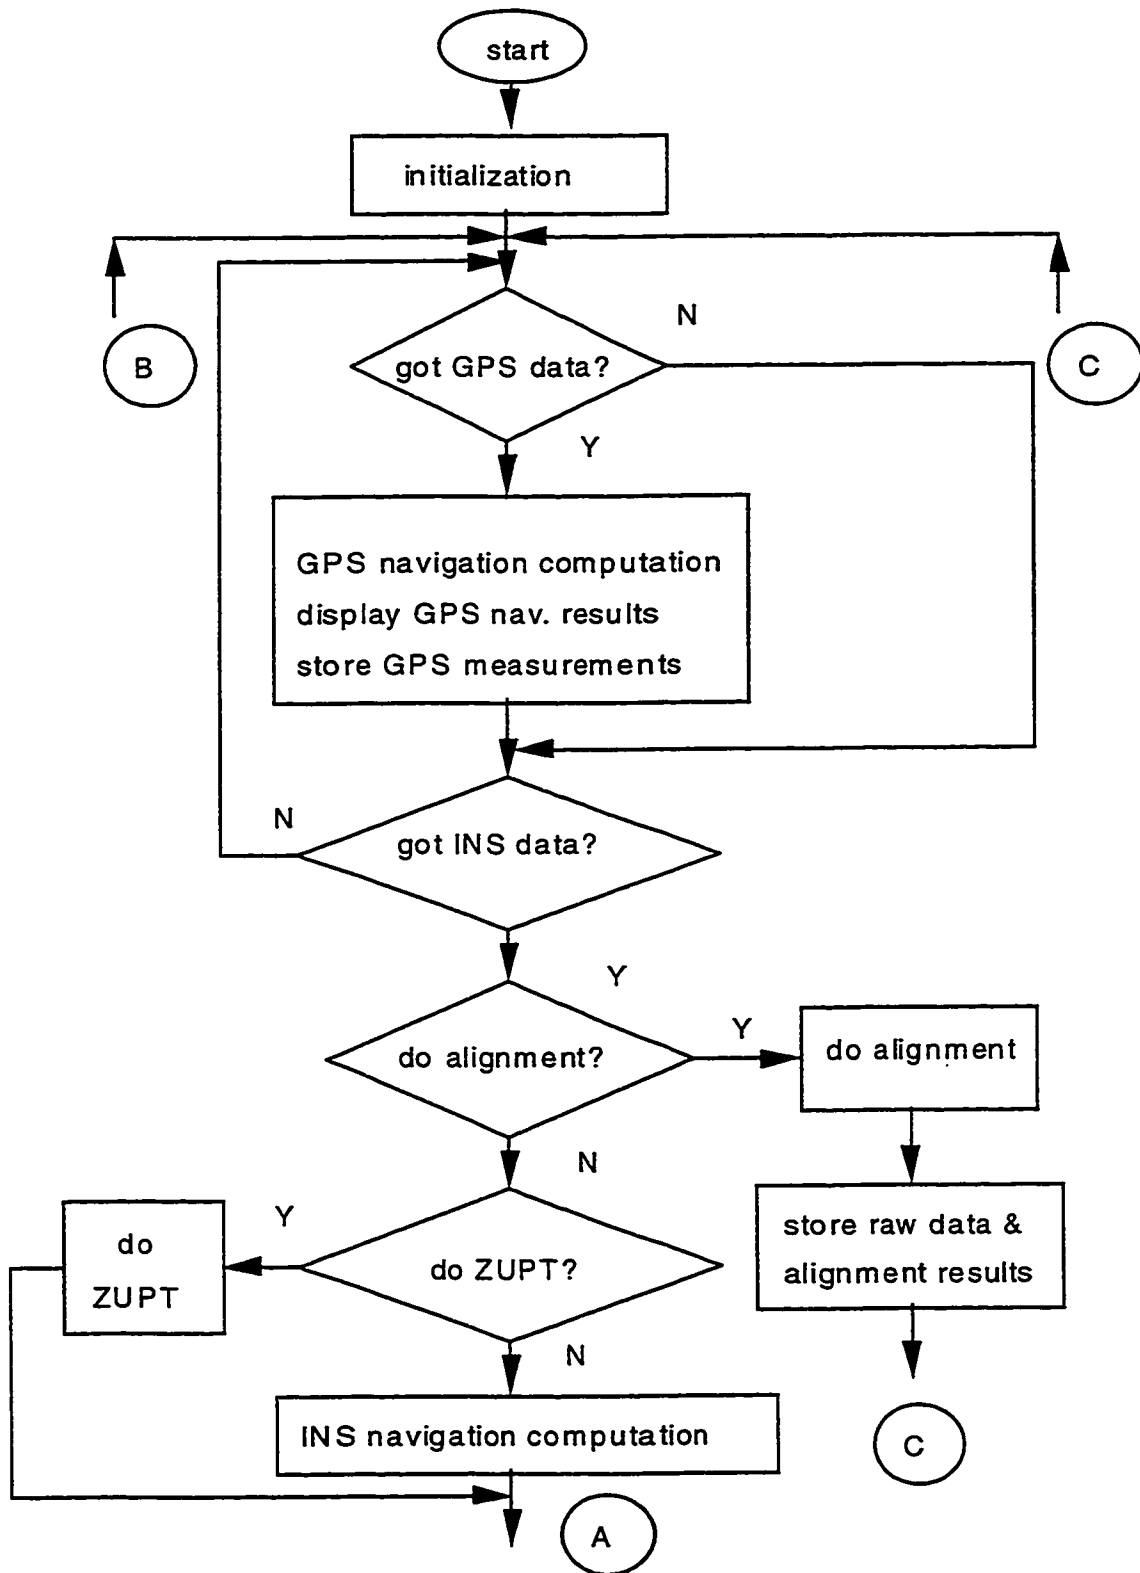 start
initialization
B
N
C
got GPS data?
Y
GPS navigation computation
display GPS nav. results
store GPS measurements
N
got INS data?
Y
do alignment?
Y
do alignment
N
store raw data &
alignment results
Y
do
ZUPT
do ZUPT?
N
INS navigation computation
C
A